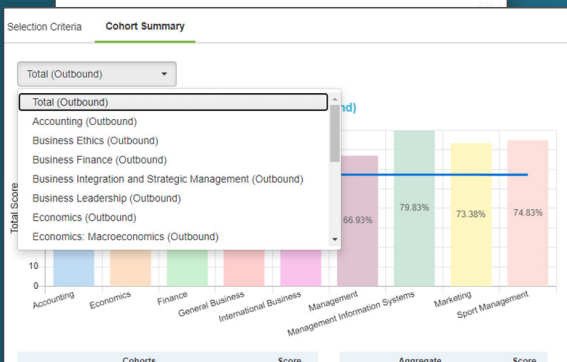 Selection Criteria
Cohort Summary
Total (Outbound)
Total (Outbound)
Accounting (Outbound)
Business Ethics (Outbound)
Business Finance (Outbound)
Business Integration and Strategic Management (Outbound)
Business Leadership (Outbound)
Economics (Outbound)
Economics: Macroeconomics (Outbound)
nd)
Total Score
66.93%
79.83%
73.38%
74.83%
10
0
Accounting
Economics
Finance
General Business
International Business
Management
Management Information Systems
Marketing
Sport Management
Cohorts
Score
Aggregate
Score